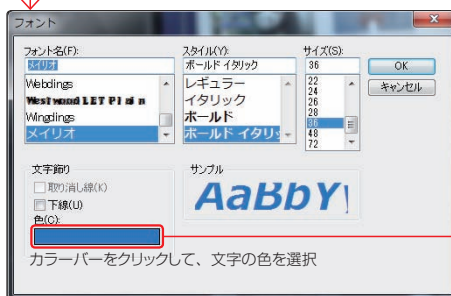 フォント
フォント名(F):
メイリオ
Webdings
Westwood LET Plain
Wingdings
メイリオ
スタイル(Y):
ボールド イタリック
レギュラー
イタリック
ボールド
ボールド イタリッ
サイズ(S):
36
22
24
26
28
36
48
72
OK
キャンセル
文字飾り
取り消し線(K)
下線(U)
色(C):
サンプル
AaBbYy
カラーバーをクリックして、文字の色を選択